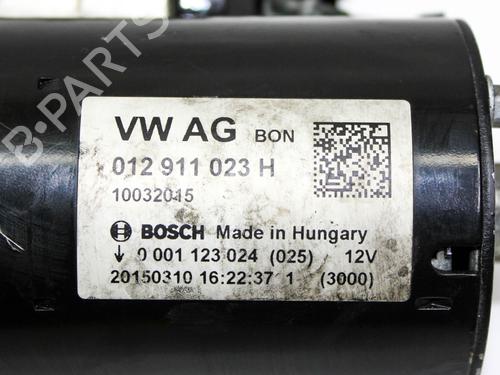 B-PARTS
VW AG BON
012 911 023 H
10032015
BOSCH Made in Hungary
↓ 0 001 123 024 (025) 12V
20150310 16:22:37 1 (3000)